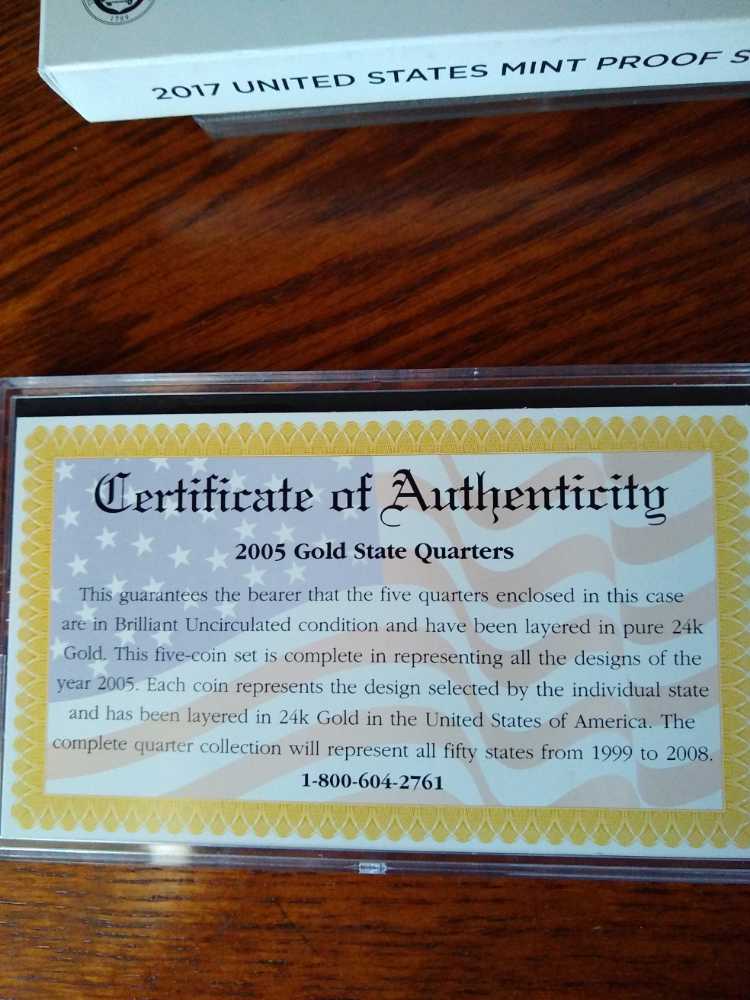 1789
2017 UNITED STATES MINT PROOF S
Certificate of Authenticity
2005 Gold State Quarters
This guarantees the bearer that the five quarters enclosed in this case
are in Brilliant Uncirculated condition and have been layered in pure 24k
Gold. This five-coin set is complete in representing all the designs of the
year 2005. Each coin represents the design selected by the individual state
and has been layered in 24k Gold in the United States of America. The
complete quarter collection will represent all fifty states from 1999 to 2008.
1-800-604-2761